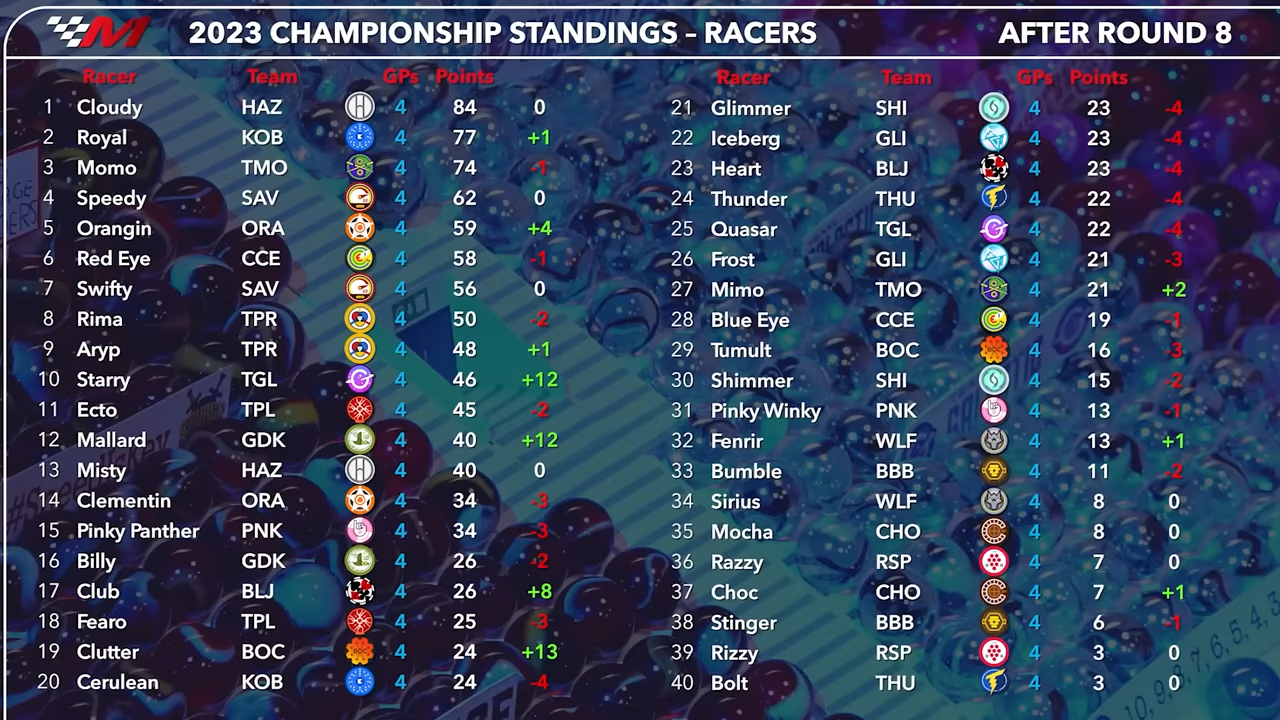 M 2023 CHAMPIONSHIP STANDINGS – RACERS AFTER ROUND 8
Racer Team GPs Points Racer Team GPs Points
1 Cloudy HAZ 4 84 0 21 Glimmer SHI 4 23 -4
2 Royal KOB 4 77 +1 22 Iceberg GLI 4 23 -4
3 Momo TMO 4 74 -1 23 Heart BLJ 4 23 -4
4 Speedy SAV 4 62 0 24 Thunder THU 4 22 -4
5 Orangin ORA 4 59 +4 25 Quasar TGL 4 22 -4
6 Red Eye CCE 4 58 -1 26 Frost GLI 4 21 -3
7 Swifty SAV 4 56 0 27 Mimo TMO 4 21 +2
8 Rima TPR 4 50 -2 28 Blue Eye CCE 4 19 -1
9 Aryp TPR 4 48 +1 29 Tumult BOC 4 16 -3
10 Starry TGL 4 46 +12 30 Shimmer SHI 4 15 -2
11 Ecto TPL 4 45 -2 31 Pinky Winky PNK 4 13 -1
12 Mallard GDK 4 40 +12 32 Fenrir WLF 4 13 +1
13 Misty HAZ 4 40 0 33 Bumble BBB 4 11 -2
14 Clementin ORA 4 34 -3 34 Sirius WLF 4 8 0
15 Pinky Panther PNK 4 34 -3 35 Mocha CHO 4 8 0
16 Billy GDK 4 26 -2 36 Razzy RSP 4 7 0
17 Club BLJ 4 26 +8 37 Choc CHO 4 7 +1
18 Fearo TPL 4 25 -3 38 Stinger BBB 4 6 -1
19 Clutter BOC 4 24 +13 39 Rizzy RSP 4 3 0
20 Cerulean KOB 4 24 -4 40 Bolt THU 4 3 0